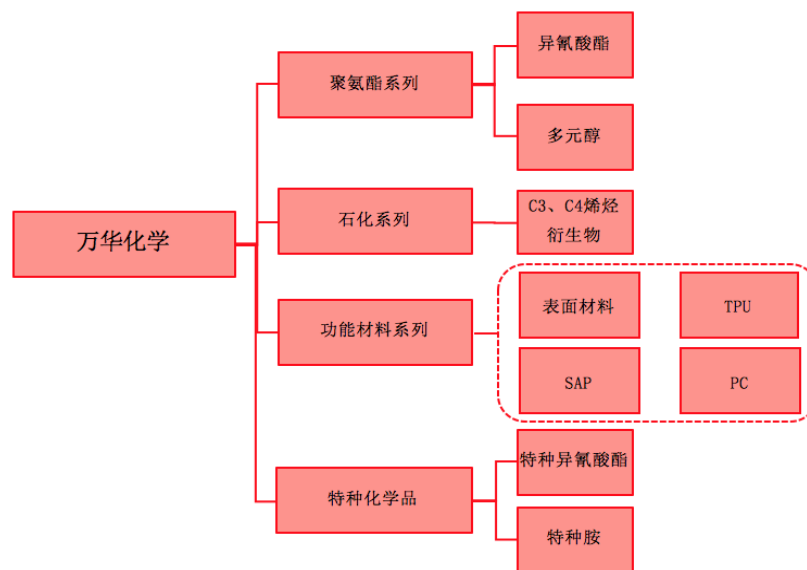 异氰酸酯
聚氨酯系列
多元醇
C3、C4烯烃
衍生物
石化系列
万华化学
表面材料
TPU
功能材料系列
SAP
PC
特种异氰酸酯
特种化学品
特种胺